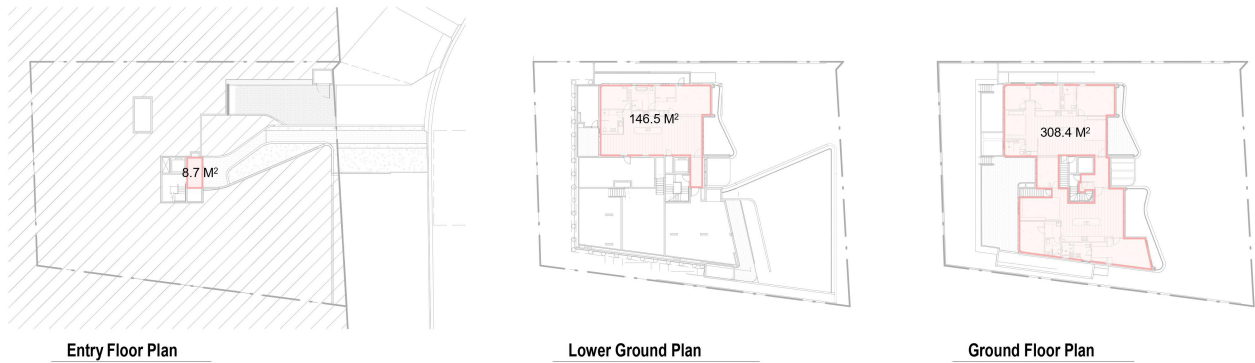 8.7 M²
146.5 M²
308.4 M²
Entry Floor Plan
Lower Ground Plan
Ground Floor Plan